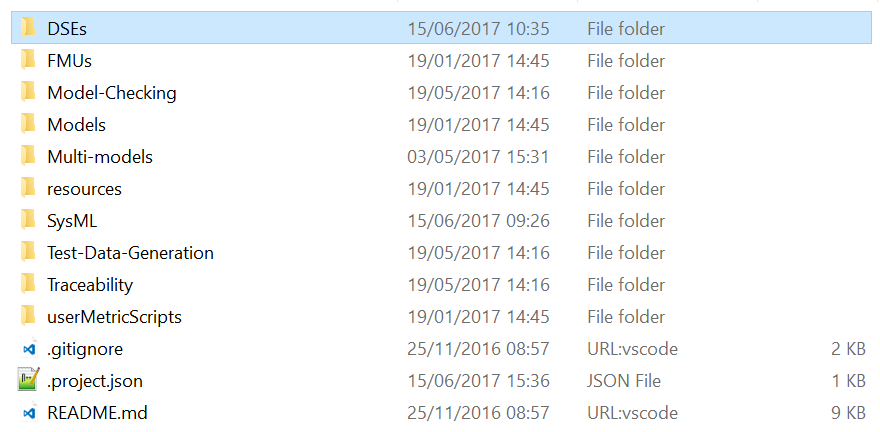 DSEs 15/06/2017 10:35 File folder
FMUs 19/01/2017 14:45 File folder
Model-Checking 19/05/2017 14:16 File folder
Models 19/01/2017 14:45 File folder
Multi-models 03/05/2017 15:31 File folder
resources 19/01/2017 14:45 File folder
SysML 15/06/2017 09:26 File folder
Test-Data-Generation 19/05/2017 14:16 File folder
Traceability 19/05/2017 14:16 File folder
userMetricScripts 19/01/2017 14:45 File folder
.gitignore 25/11/2016 08:57 URL:vscode 2 KB
.project.json 15/06/2017 15:36 JSON File 1 KB
README.md 25/11/2016 08:57 URL:vscode 9 KB